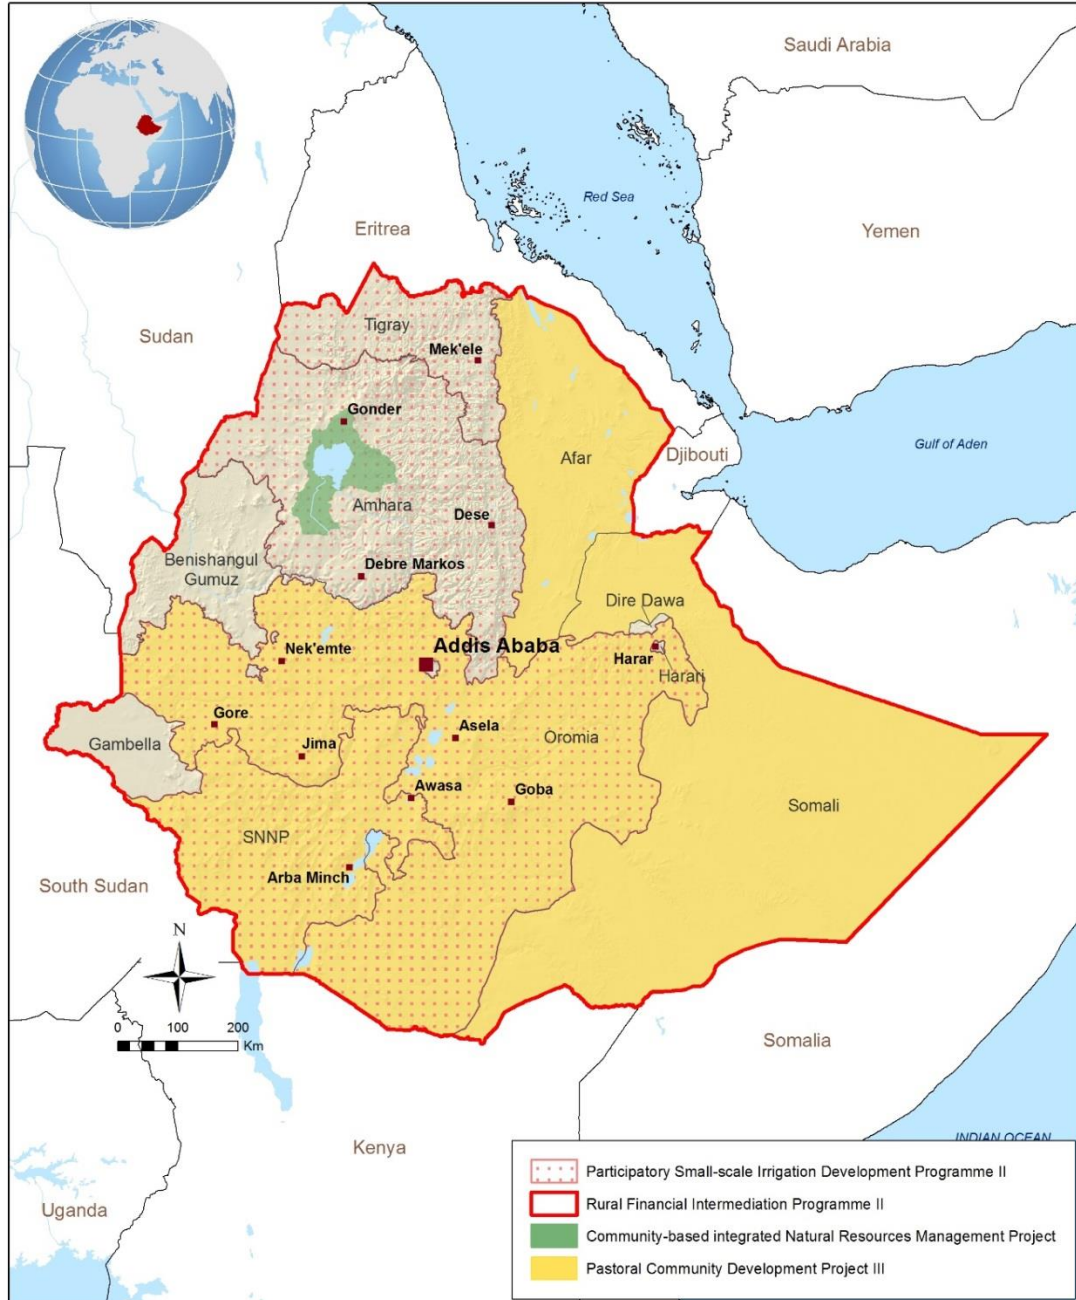 Saudi Arabia
Red Sea
Eritrea
Yemen
Sudan
Tigray
Mek'ele
Gonder
Afar
Djibouti
Gulf of Aden
Amhara
Dese
Benishangul
Gumuz
Debre Markos
Dire Dawa
Nek'emte
Addis Ababa
Harar
Harari
Gore
Asela
Oromia
Gambella
Jima
Awasa
Goba
Somali
SNNP
Arba Minch
South Sudan
N
0 100 200
Km
Somalia
Kenya
INDIAN OCEAN
Uganda
Participatory Small-scale Irrigation Development Programme II
Rural Financial Intermediation Programme II
Community-based integrated Natural Resources Management Project
Pastoral Community Development Project III